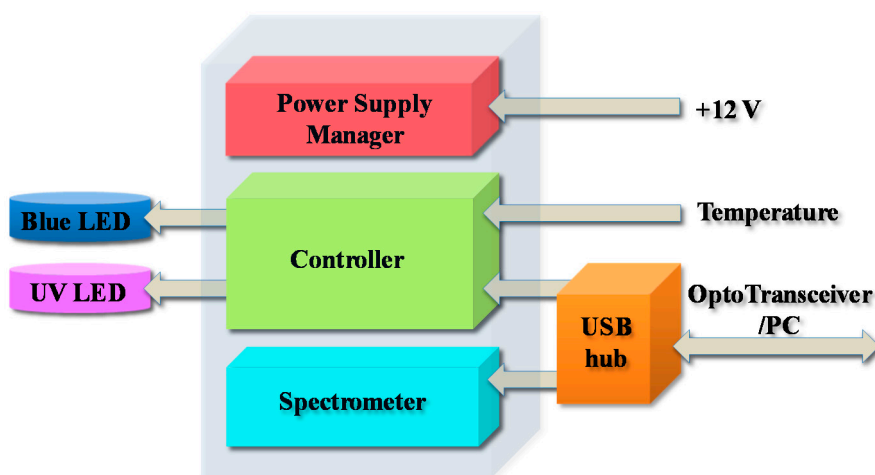 Power Supply
Manager
+12 V
Blue LED
Temperature
Controller
UV LED
OptoTransceiver
/PC
USB
hub
Spectrometer